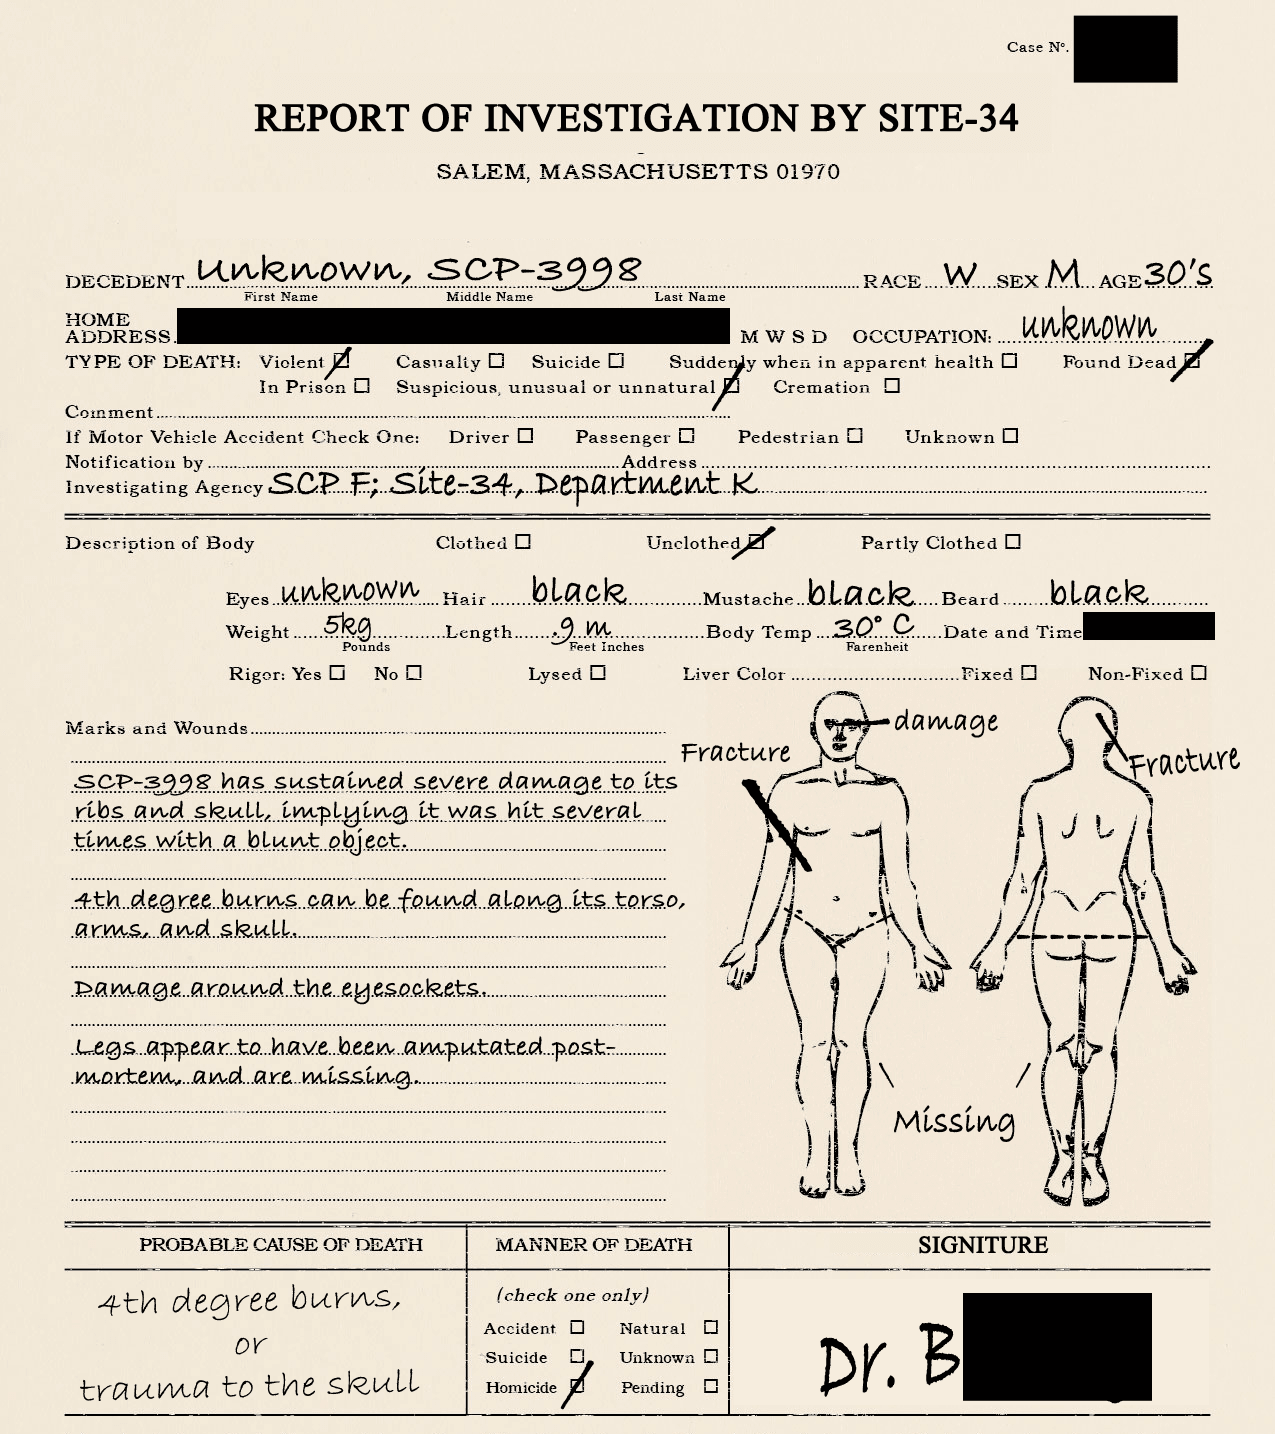 Case Nº.
REPORT OF INVESTIGATION BY SITE-34
SALEM, MASSACHUSETTS 01970
DECEDENT Unknown, SCP-3998 RACE W SEX M AGE 30's
First Name Middle Name Last Name
HOME
ADDRESS. M W S D OCCUPATION: unknown
TYPE OF DEATH: Violent Casualty Suicide Suddenly when in apparent health Found Dead
In Prison Suspicious, unusual or unnatural Cremation
Comment
If Motor Vehicle Accident Check One: Driver Passenger Pedestrian Unknown
Notification by Address
Investigating Agency SCP F; Site-34, Department K
Description of Body Clothed Unclothed Partly Clothed
Eyes unknown Hair black Mustache black Beard black
Weight 5kg Length .9 m Body Temp 30° C Date and Time
Pounds Feet Inches Farenheit
Rigor: Yes No Lysed Liver Color Fixed Non-Fixed
Marks and Wounds
SCP-3998 has sustained severe damage to its
ribs and skull, implying it was hit several
times with a blunt object.
4th degree burns can be found along its torso,
arms, and skull.
Damage around the eyesockets.
Legs appear to have been amputated post-
mortem, and are missing.
damage
Fracture
Fracture
Missing
PROBABLE CAUSE OF DEATH MANNER OF DEATH SIGNITURE
4th degree burns,
or
trauma to the skull
(check one only)
Accident Natural
Suicide Unknown
Homicide Pending
Dr. B